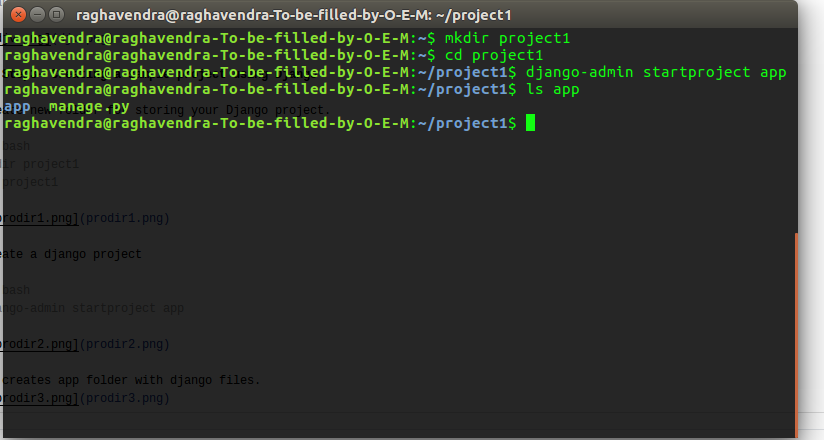 raghavendra@raghavendra-To-be-filled-by-O-E-M: ~/project1
raghavendra@raghavendra-To-be-filled-by-O-E-M:~$ mkdir project1
raghavendra@raghavendra-To-be-filled-by-O-E-M:~$ cd project1
raghavendra@raghavendra-To-be-filled-by-O-E-M:~/project1$ django-admin startproject app
raghavendra@raghavendra-To-be-filled-by-O-E-M:~/project1$ ls app
app manage.py
storing your Django project.
raghavendra@raghavendra-To-be-filled-by-O-E-M:~/project1$
bash
dir project1
project1
prodir1.png](prodir1.png)
eate a django project
bash
ango-admin startproject app
prodir2.png](prodir2.png)
creates app folder with django files.
prodir3.png](prodir3.png)